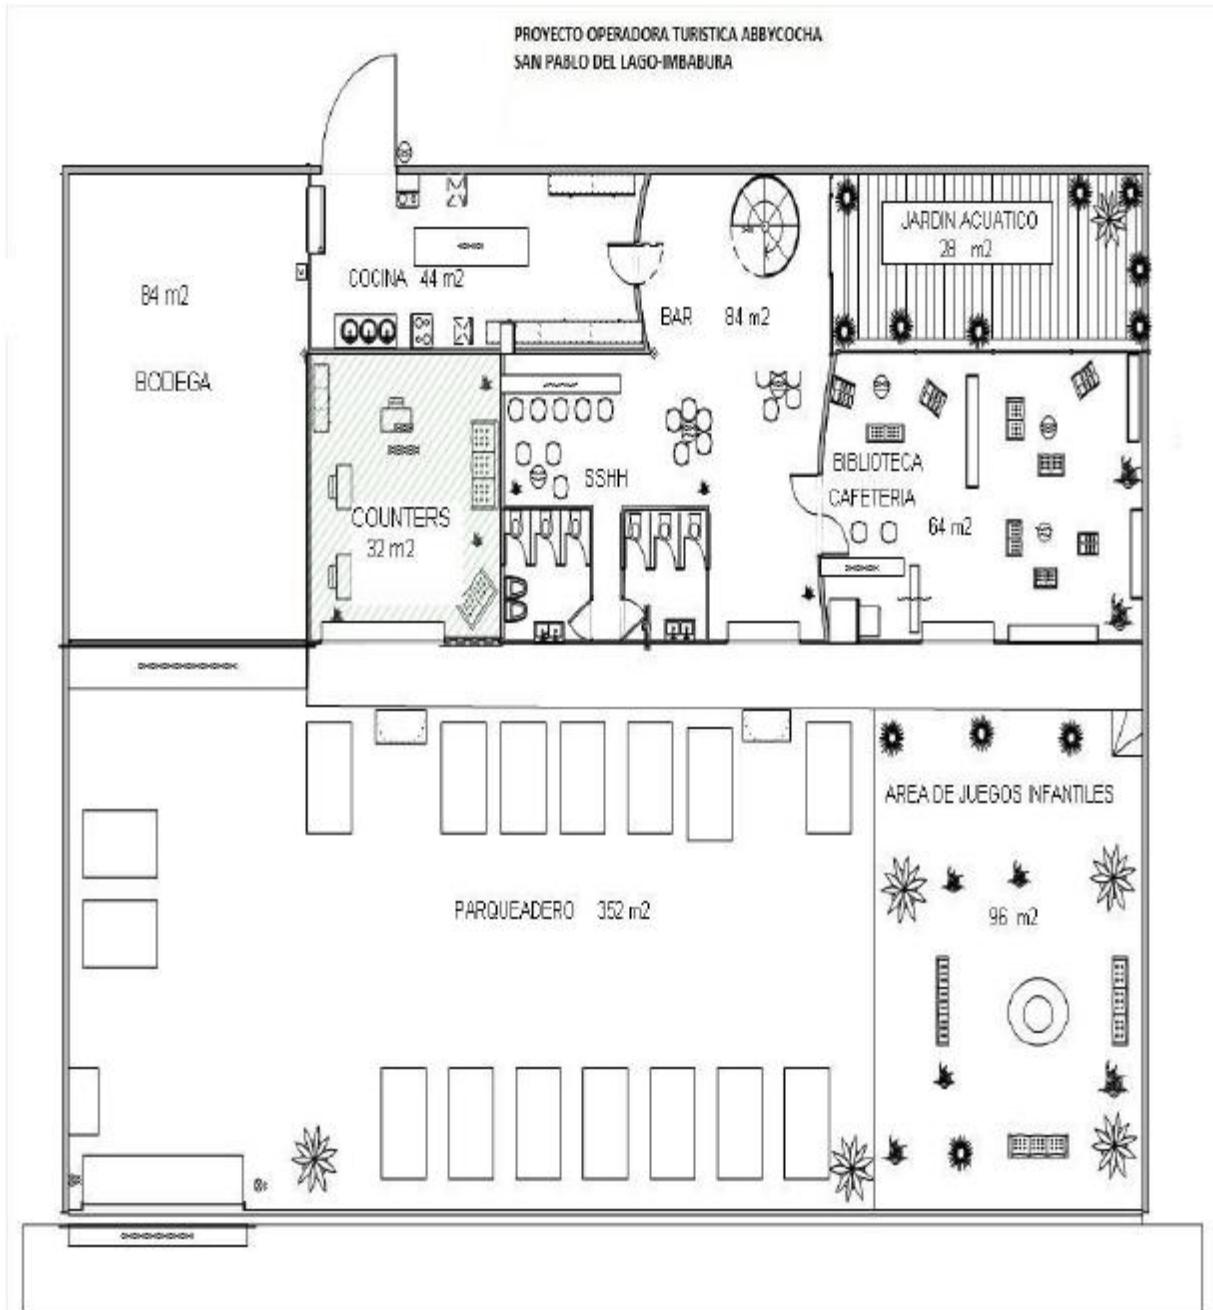 PROYECTO OPERADORA TURISTICA ABBYCOCHA
SAN PABLO DEL LAGO-IMBABURA
JARDIN ACUATICO
28 m2
COCINA 44 m2
84 m2
BODEGA
BAR 84 m2
BIBLIOTECA
CAFETERIA
64 m2
SSHH
COUNTERS
32 m2
AREA DE JUEGOS INFANTILES
96 m2
PARQUEADERO 352 m2